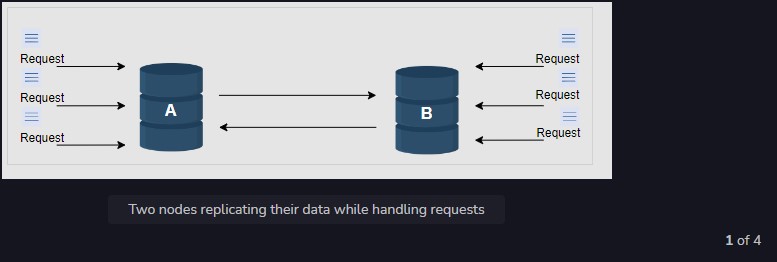 Request
Request
Request
A
B
Request
Request
Request
Two nodes replicating their data while handling requests
1 of 4